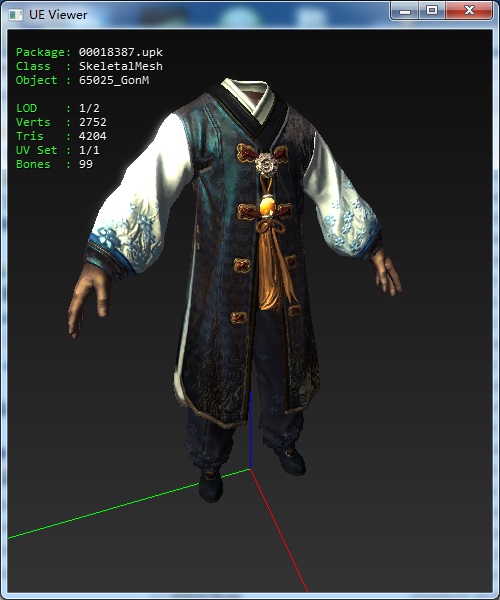 UE Viewer
Package: 00018387.upk
Class : SkeletalMesh
Object : 65025_GonM
LOD : 1/2
Verts : 2752
Tris : 4204
UV Set : 1/1
Bones : 99